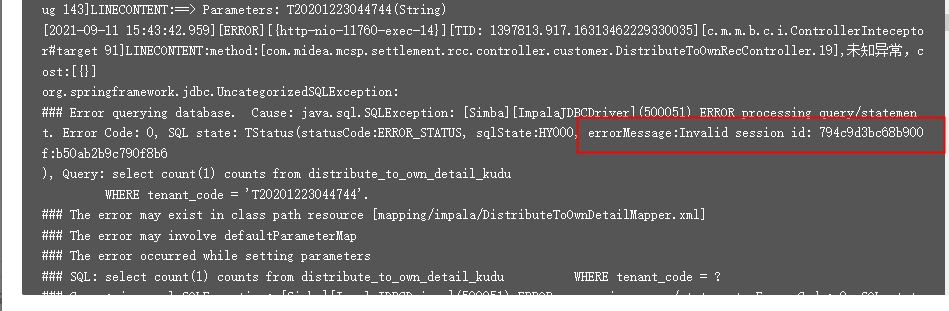 ug 143]LINECONTENT:==> Parameters: T20201223044744(String)
[2021-09-11 15:43:42.959][ERROR][{http-nio-11760-exec-14}][TID: 1397813.917.16313462229330035][c.m.m.b.c.i.ControllerIntecepto
r#target 91]LINECONTENT:method:[com.midea.mcsp.settlement.rcc.controller.customer.DistributeToOwnRecController.19],未知异常, c
ost:[{}]
org.springframework.jdbc.UncategorizedSQLException:
### Error querying database.  Cause: java.sql.SQLException: [Simba][ImpalaJDBCDriver](500051) ERROR processing query/statemen
t. Error Code: 0, SQL state: TStatus(statusCode:ERROR_STATUS, sqlState:HY000, errorMessage:Invalid session id: 794c9d3bc68b900
f:b50ab2b9c790f8b6
), Query: select count(1) counts from distribute_to_own_detail_kudu
WHERE tenant_code = 'T20201223044744'.
### The error may exist in class path resource [mapping/impala/DistributeToOwnDetailMapper.xml]
### The error may involve defaultParameterMap
### The error occurred while setting parameters
### SQL: select count(1) counts from distribute_to_own_detail_kudu          WHERE tenant_code = ?